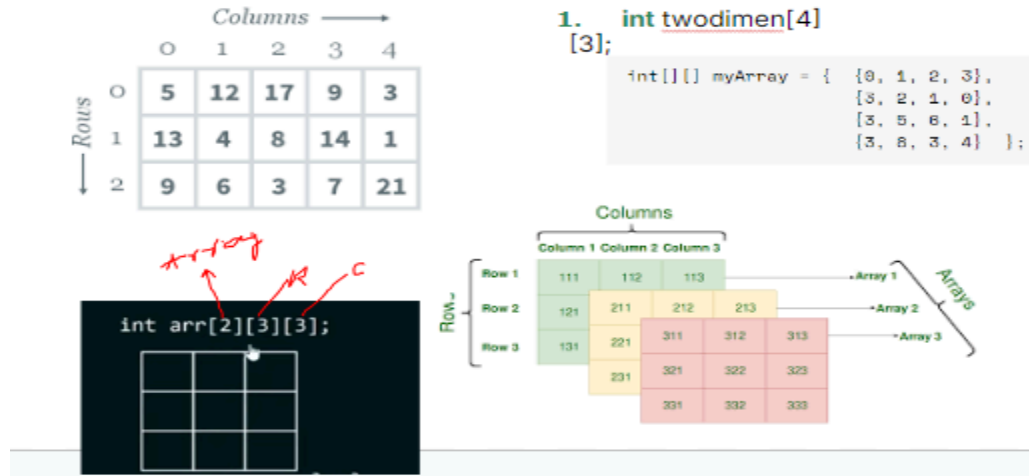 Columns
0 1 2 3 4
Rows
0 5 12 17 9 3
1 13 4 8 14 1
2 9 6 3 7 21
1. int twodimen[4]
[3];
int[][] myArray = { {0, 1, 2, 3},
{3, 2, 1, 0},
{3, 5, 6, 1},
{3, 8, 3, 4} };
array R C
int arr[2][3][3];
Columns
Column 1 Column 2 Column 3
Rows
Row 1 111 112 113 Array 1
Row 2 121 211 212 213 Array 2
Row 3 131 221 311 312 313 Array 3
231 321 322 323
331 332 333
Arrays